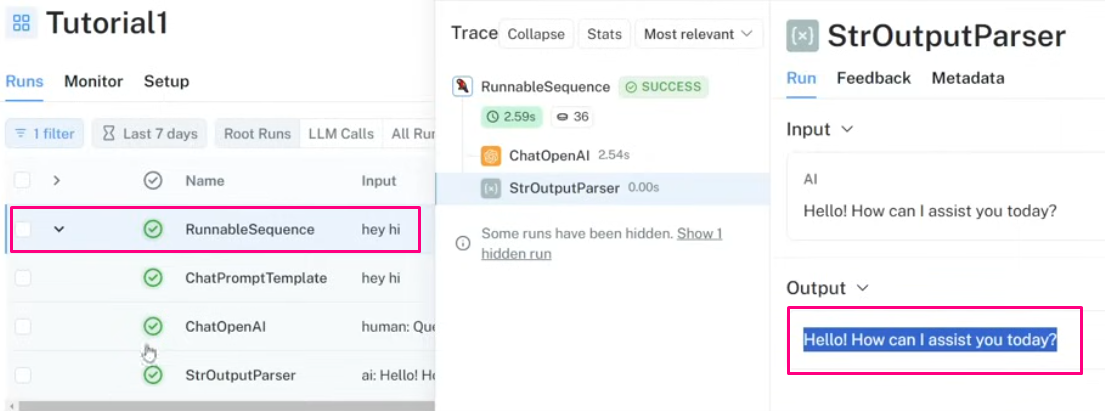 Tutorial1
Runs Monitor Setup
1 filter Last 7 days Root Runs LLM Calls All
Name Input
RunnableSequence hey hi
ChatPromptTemplate hey hi
ChatOpenAI human:
StrOutputParser ai: Hello!
Trace Collapse Stats Most relevant
RunnableSequence SUCCESS
2.59s 36
ChatOpenAI 2.54s
StrOutputParser 0.00s
Some runs have been hidden. Show 1
hidden run
StrOutputParser
Run Feedback Metadata
Input
AI
Hello! How can I assist you today?
Output
Hello! How can I assist you today?